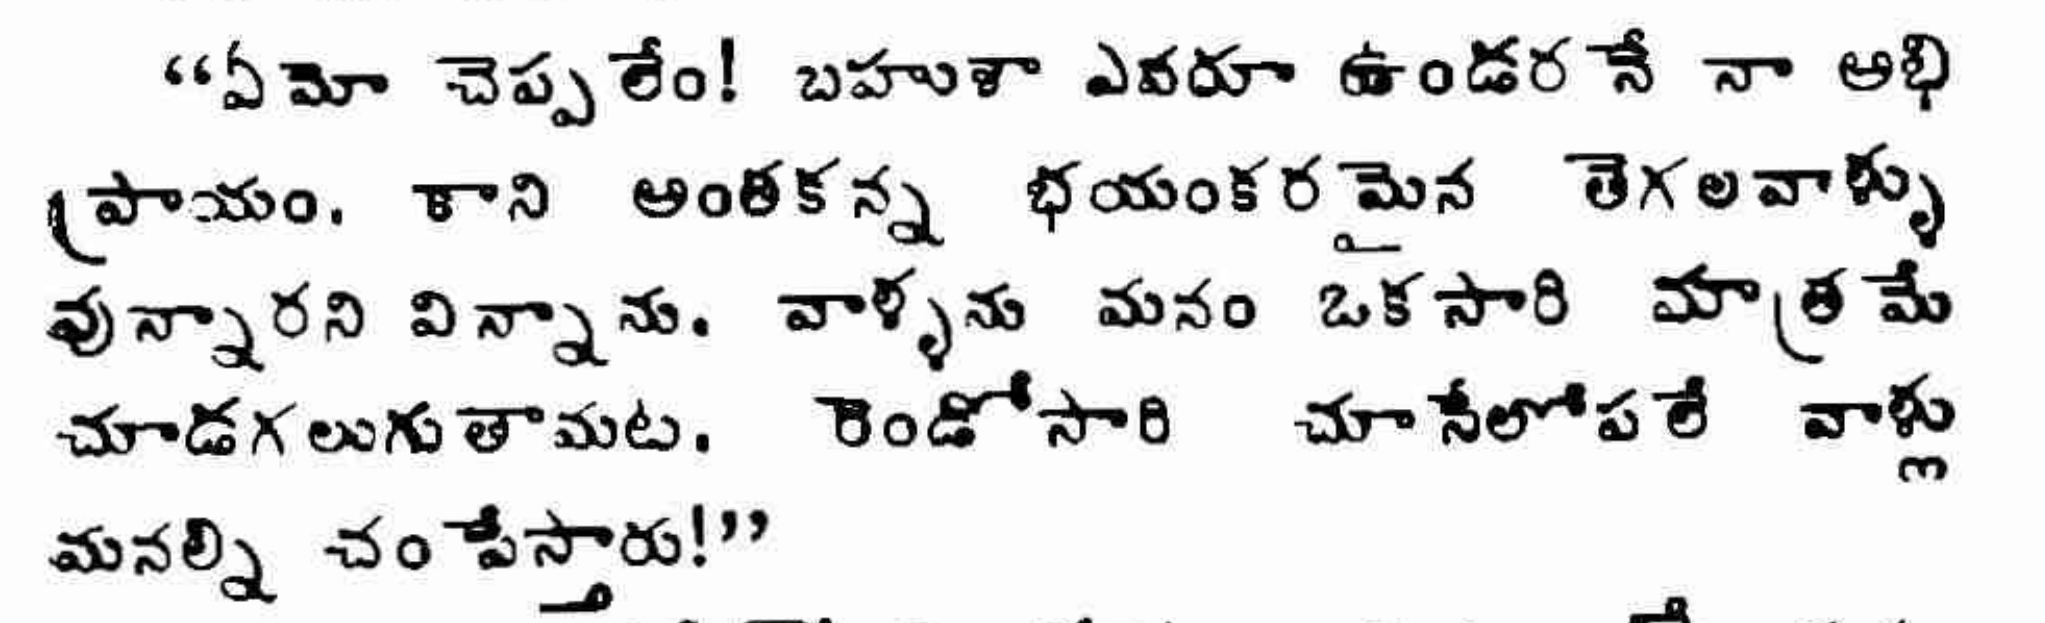 “ఏమో చెప్పలేం! బహుశా ఎవరూ ఉండరనే నా అభి
ప్రాయం. కాని అంతకన్న భయంకరమైన తెగలవాళ్ళు
వున్నారని విన్నాను. వాళ్ళను మనం ఒకసారి మాత్రమే
చూడగలుగుతామట. రెండోసారి చూసేలోపలే వాళ్లు
మనల్ని చంపేస్తారు!”